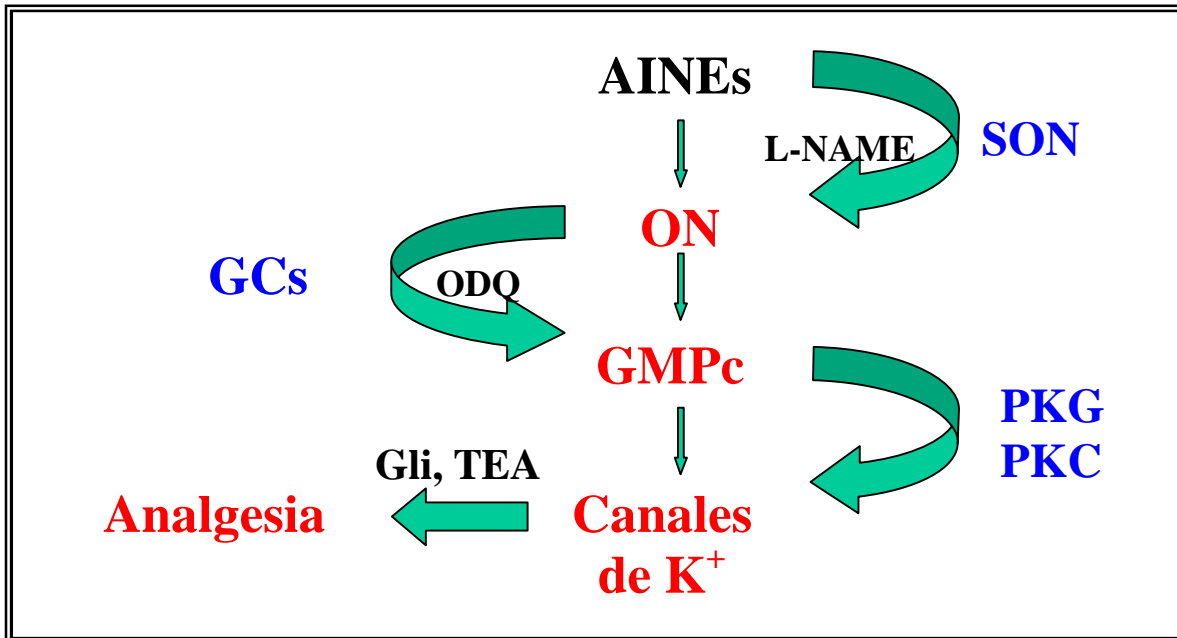 AINEs
L-NAME
SON
ON
GCs
ODQ
GMPc
PKG
PKC
Gli, TEA
Analgesia
Canales
de K⁺